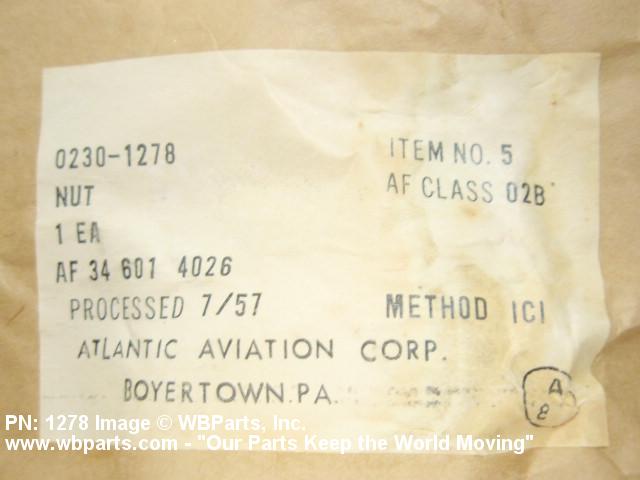 0230-1278
ITEM NO. 5
NUT
AF CLASS 02B
1 EA
AF 34 601 4026
PROCESSED 7/57
METHOD ICI
ATLANTIC AVIATION CORP.
BOYERTOWN.PA.
A
8
PN: 1278 Image © WBParts, Inc.
www.wbparts.com - "Our Parts Keep the World Moving"